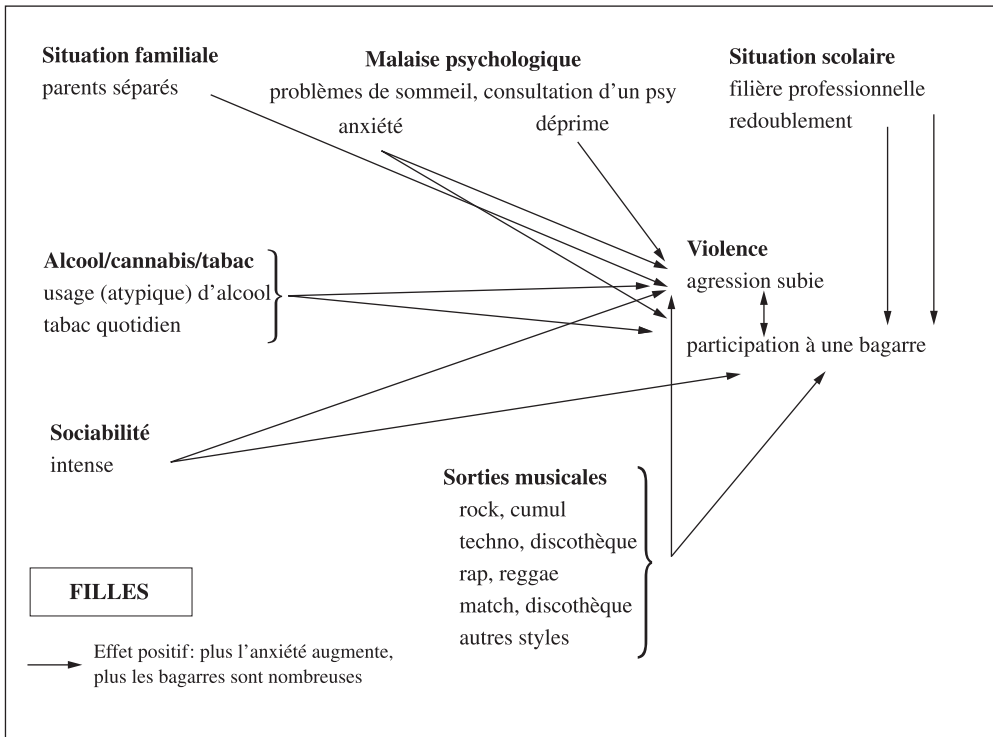 Situation familiale
parents séparés
Malaise psychologique
problèmes de sommeil, consultation d’un psy
anxiété
déprime
Situation scolaire
filière professionnelle
redoublement
Alcool/cannabis/tabac
usage (atypique) d’alcool
tabac quotidien
Violence
agression subie
participation à une bagarre
Sociabilité
intense
Sorties musicales
rock, cumul
techno, discothèque
rap, reggae
match, discothèque
autres styles
FILLES
Effet positif: plus l’anxiété augmente,
plus les bagarres sont nombreuses